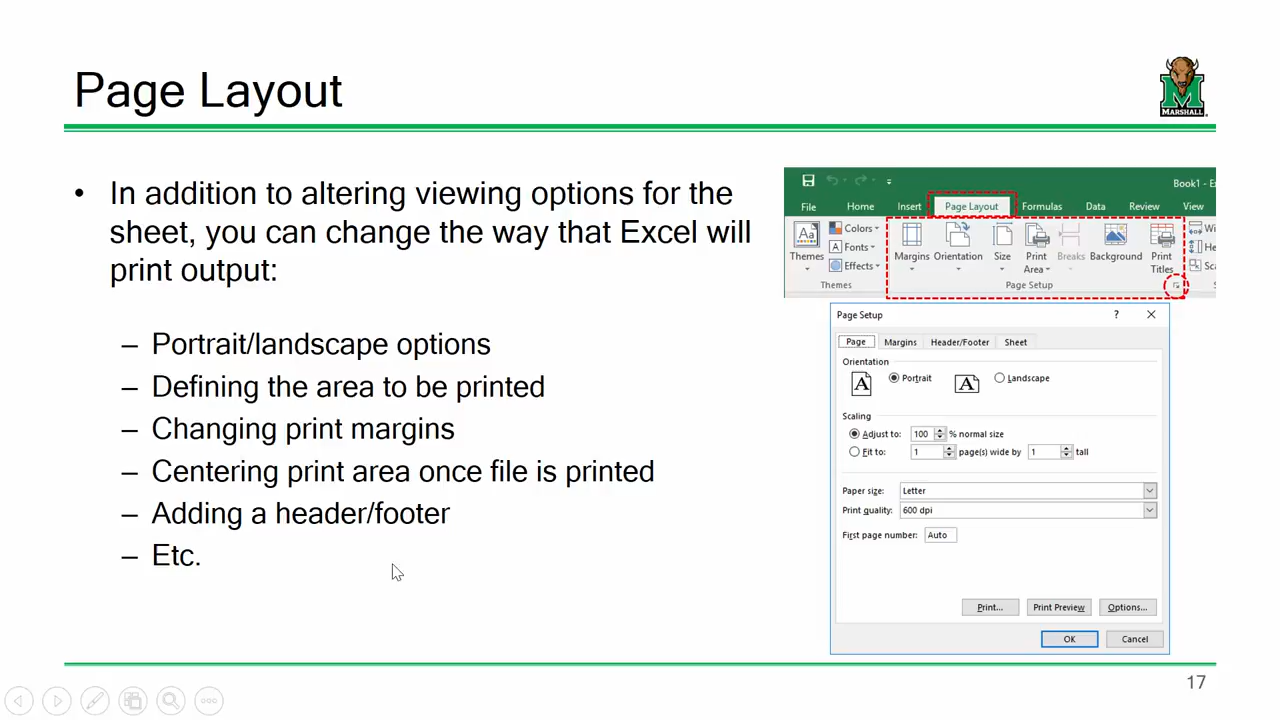 Page Layout
MARSHALL
• In addition to altering viewing options for the
sheet, you can change the way that Excel will
print output:
– Portrait/landscape options
– Defining the area to be printed
– Changing print margins
– Centering print area once file is printed
– Adding a header/footer
– Etc.
Book1 - E
File Home Insert Page Layout Formulas Data Review View
Themes
Colors
Fonts
Effects
Themes
Margins Orientation Size Print Area Breaks Background Print Titles
Page Setup
Page Setup ?
Page Margins Header/Footer Sheet
Orientation
A Portrait A Landscape
Scaling
Adjust to: 100 % normal size
Fit to: 1 page(s) wide by 1 tall
Paper size: Letter
Print quality: 600 dpi
First page number: Auto
Print... Print Preview Options...
OK Cancel
17